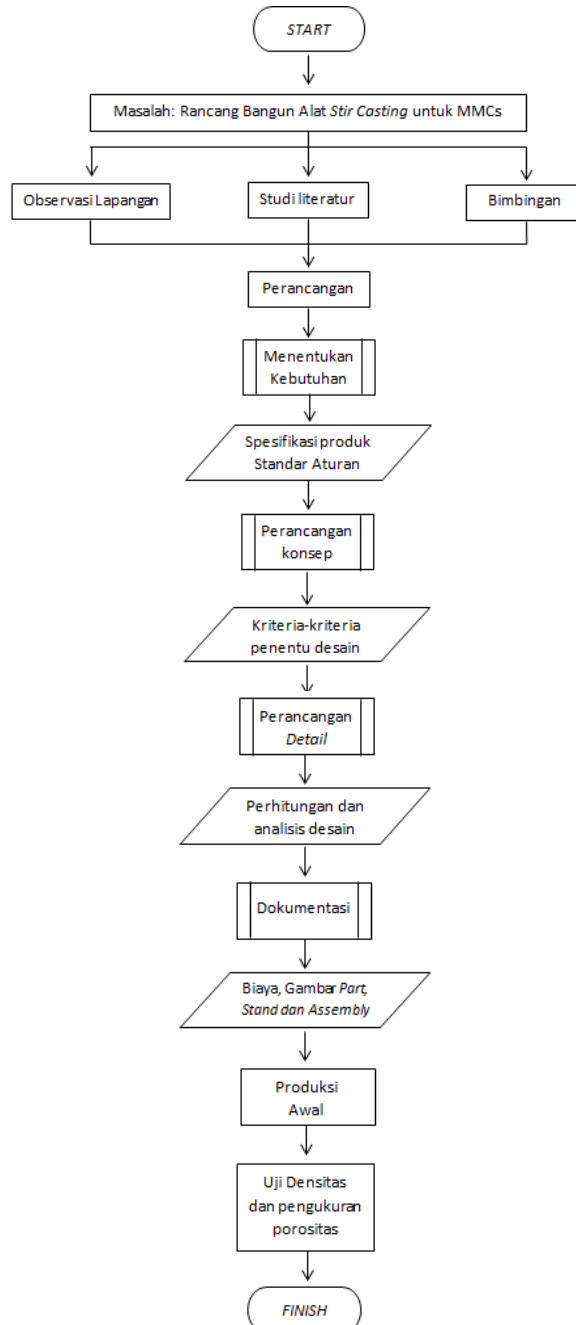 START
Masalah: Rancang Bangun Alat Stir Casting untuk MMCs
Observasi Lapangan
Studi literatur
Bimbingan
Perancangan
Menentukan
Kebutuhan
Spesifikasi produk
Standar Aturan
Perancangan
konsep
Kriteria-kriteria
penentu desain
Perancangan
Detail
Perhitungan dan
analisis desain
Dokumentasi
Biaya, Gambar Part,
Stand dan Assembly
Produksi
Awal
Uji Densitas
dan pengukuran
porositas
FINISH